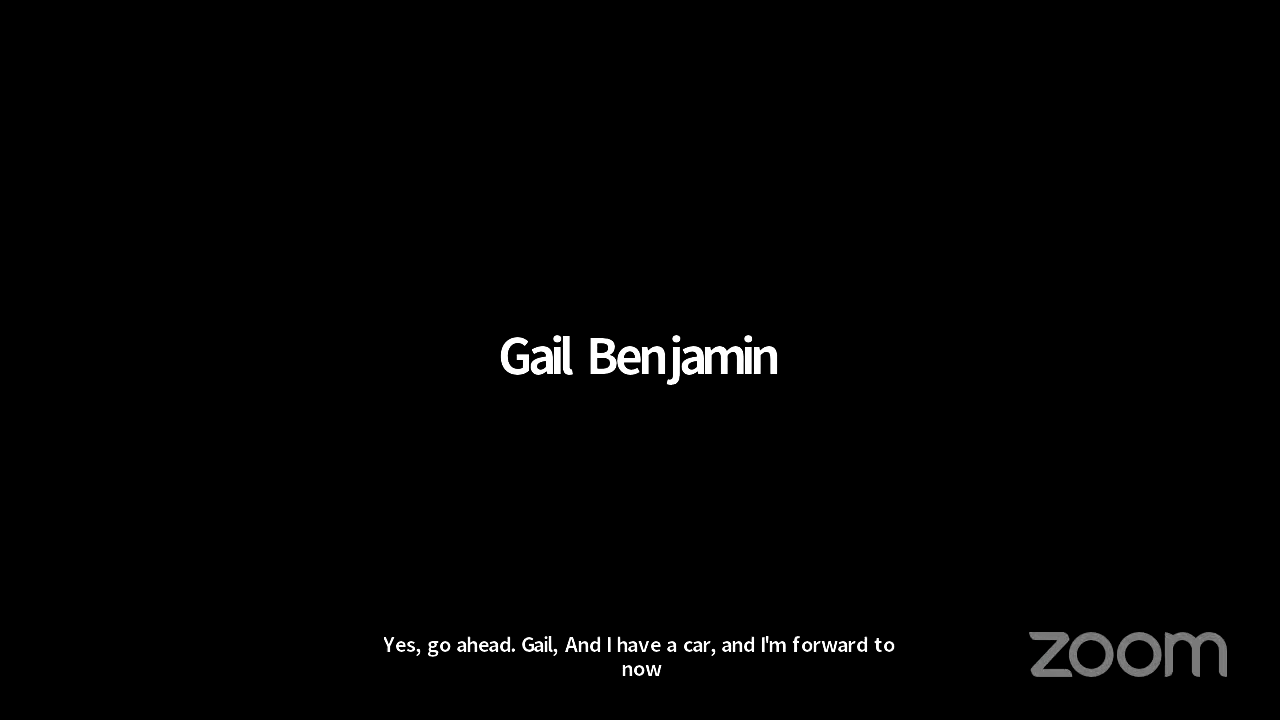 Gail Benjamin
Yes, go ahead. Gail, And I have a car, and I'm forward to
now
zoom